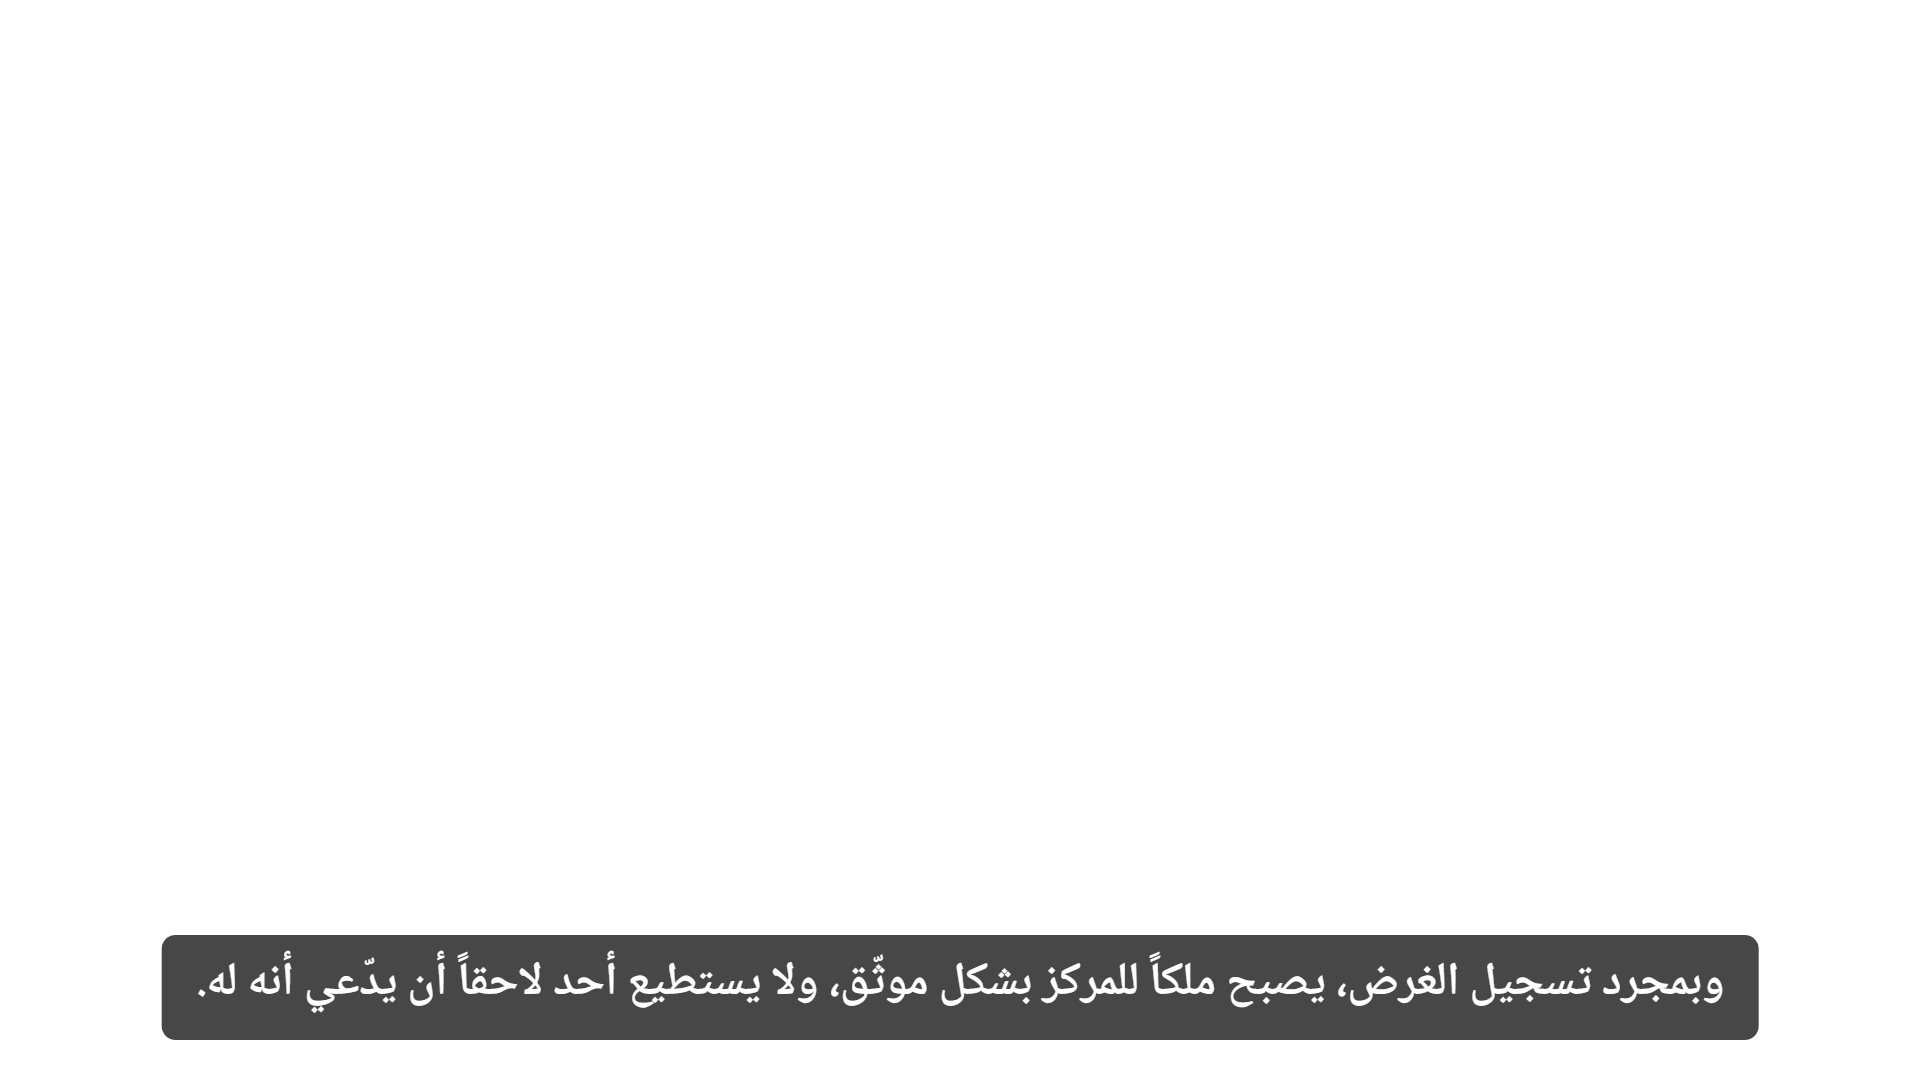 وبمجرد تسجيل الغرض، يصبح ملكاً للمركز بشكل موثّق، ولا يستطيع أحد لاحقاً أن يدّعي أنه له.